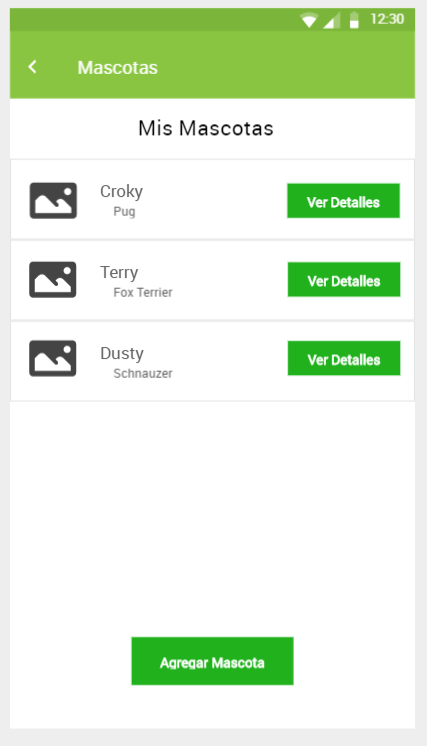 12:30
Mascotas
Mis Mascotas
Croky
Pug
Ver Detalles
Terry
Fox Terrier
Ver Detalles
Dusty
Schnauzer
Ver Detalles
Agregar Mascota